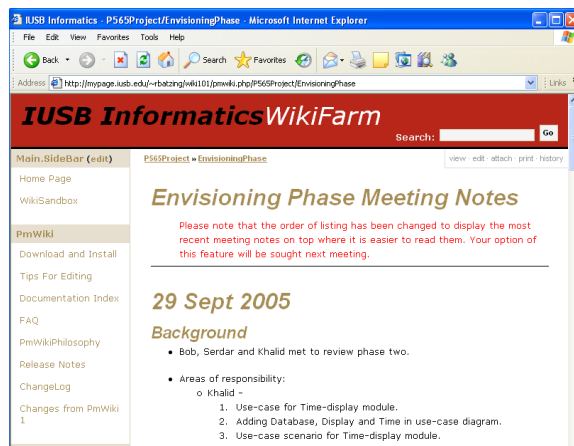 IUSB Informatics - P565Project/EnvisioningPhase - Microsoft Internet Explorer
File Edit View Favorites Tools Help
Back Search Favorites
Address http://mypage.iusb.edu/~rbatzing/wiki101/pmwiki.php/P565Project/EnvisioningPhase Links
IUSB InformaticsWikiFarm
Search: Go
Main.SideBar (edit)
Home Page
WikiSandbox
PmWiki
Download and Install
Tips For Editing
Documentation Index
FAQ
PmWikiPhilosophy
Release Notes
ChangeLog
Changes from PmWiki
1
P565Project » EnvisioningPhase
view - edit - attach - print - history
Envisioning Phase Meeting Notes
Please note that the order of listing has been changed to display the most
recent meeting notes on top where it is easier to read them. Your option of
this feature will be sought next meeting.
29 Sept 2005
Background
• Bob, Serdar and Khalid met to review phase two.
• Areas of responsibility:
o Khalid -
1. Use-case for Time-display module.
2. Adding Database, Display and Time in use-case diagram.
3. Use-case scenario for Time-display module.